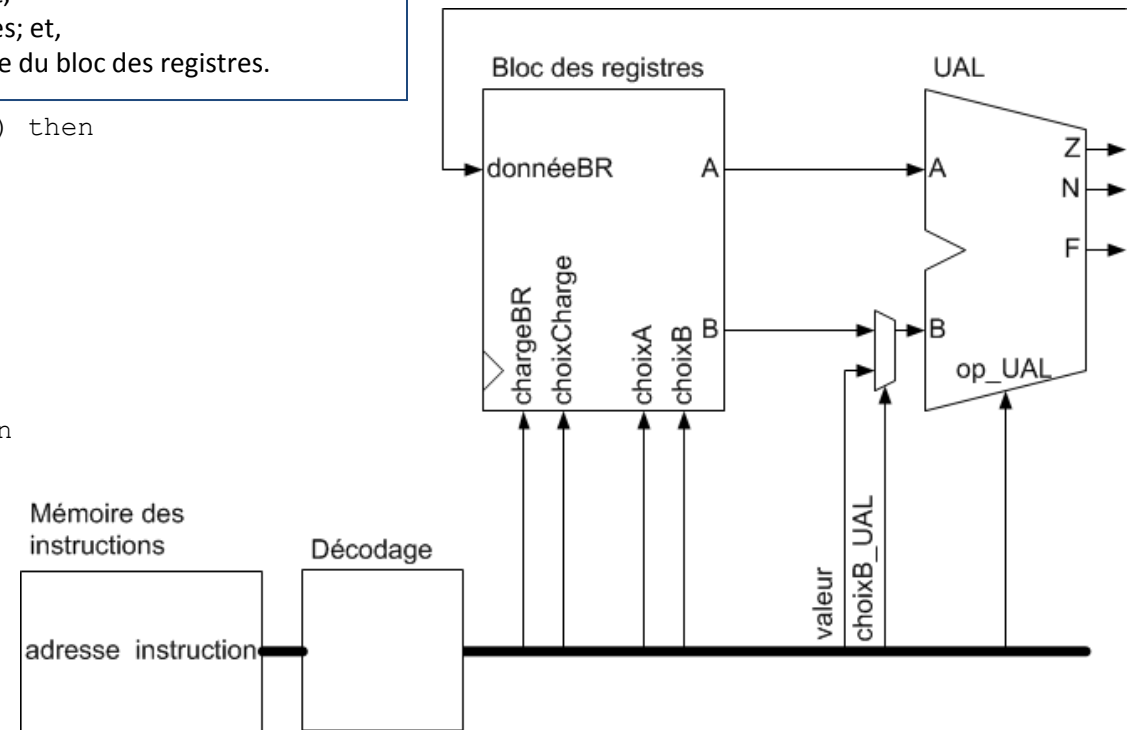 es; et,
e du bloc des registres.
) then
n
Bloc des registres
donnéeBR
A
B
chargeBR
choixCharge
choixA
choixB
UAL
A
B
Z
N
F
op_UAL
valeur
choixB_UAL
Mémoire des
instructions
adresse instruction
Décodage